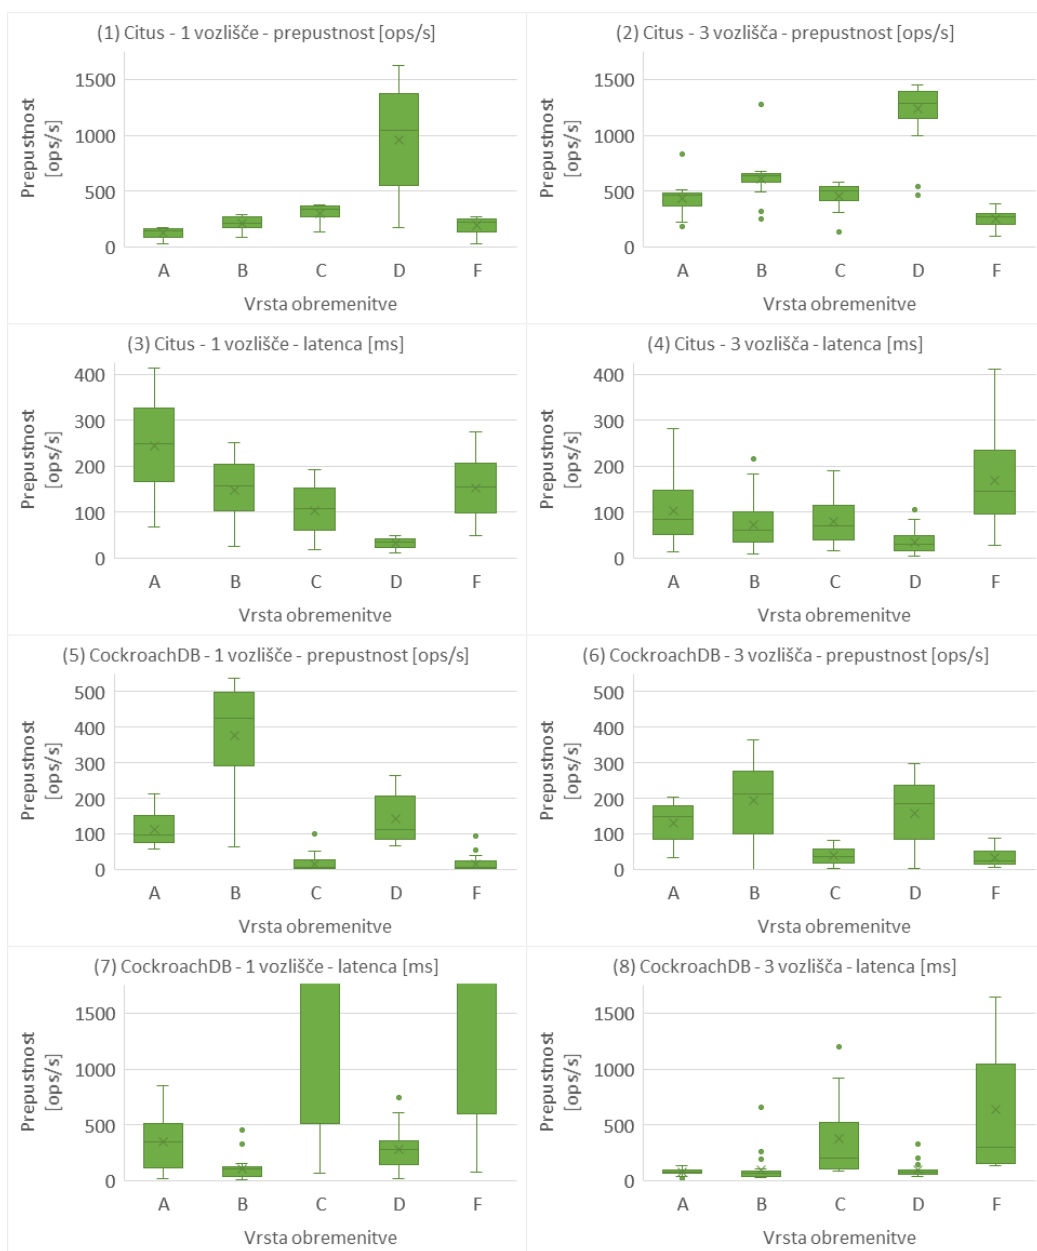 (1) Citus - 1 vozlišče - prepustnost [ops/s]
Prepustnost
[ops/s]
1500
1000
500
0
A B C D F
Vrsta obremenitve
(2) Citus - 3 vozlišča - prepustnost [ops/s]
Prepustnost
[ops/s]
1500
1000
500
0
A B C D F
Vrsta obremenitve
(3) Citus - 1 vozlišče - latenca [ms]
Prepustnost
[ops/s]
400
300
200
100
0
A B C D F
Vrsta obremenitve
(4) Citus - 3 vozlišča - latenca [ms]
Prepustnost
[ops/s]
400
300
200
100
0
A B C D F
Vrsta obremenitve
(5) CockroachDB - 1 vozlišče - prepustnost [ops/s]
Prepustnost
[ops/s]
500
400
300
200
100
0
A B C D F
Vrsta obremenitve
(6) CockroachDB - 3 vozlišča - prepustnost [ops/s]
Prepustnost
[ops/s]
500
400
300
200
100
0
A B C D F
Vrsta obremenitve
(7) CockroachDB - 1 vozlišče - latenca [ms]
Prepustnost
[ops/s]
1500
1000
500
0
A B C D F
Vrsta obremenitve
(8) CockroachDB - 3 vozlišča - latenca [ms]
Prepustnost
[ops/s]
1500
1000
500
0
A B C D F
Vrsta obremenitve